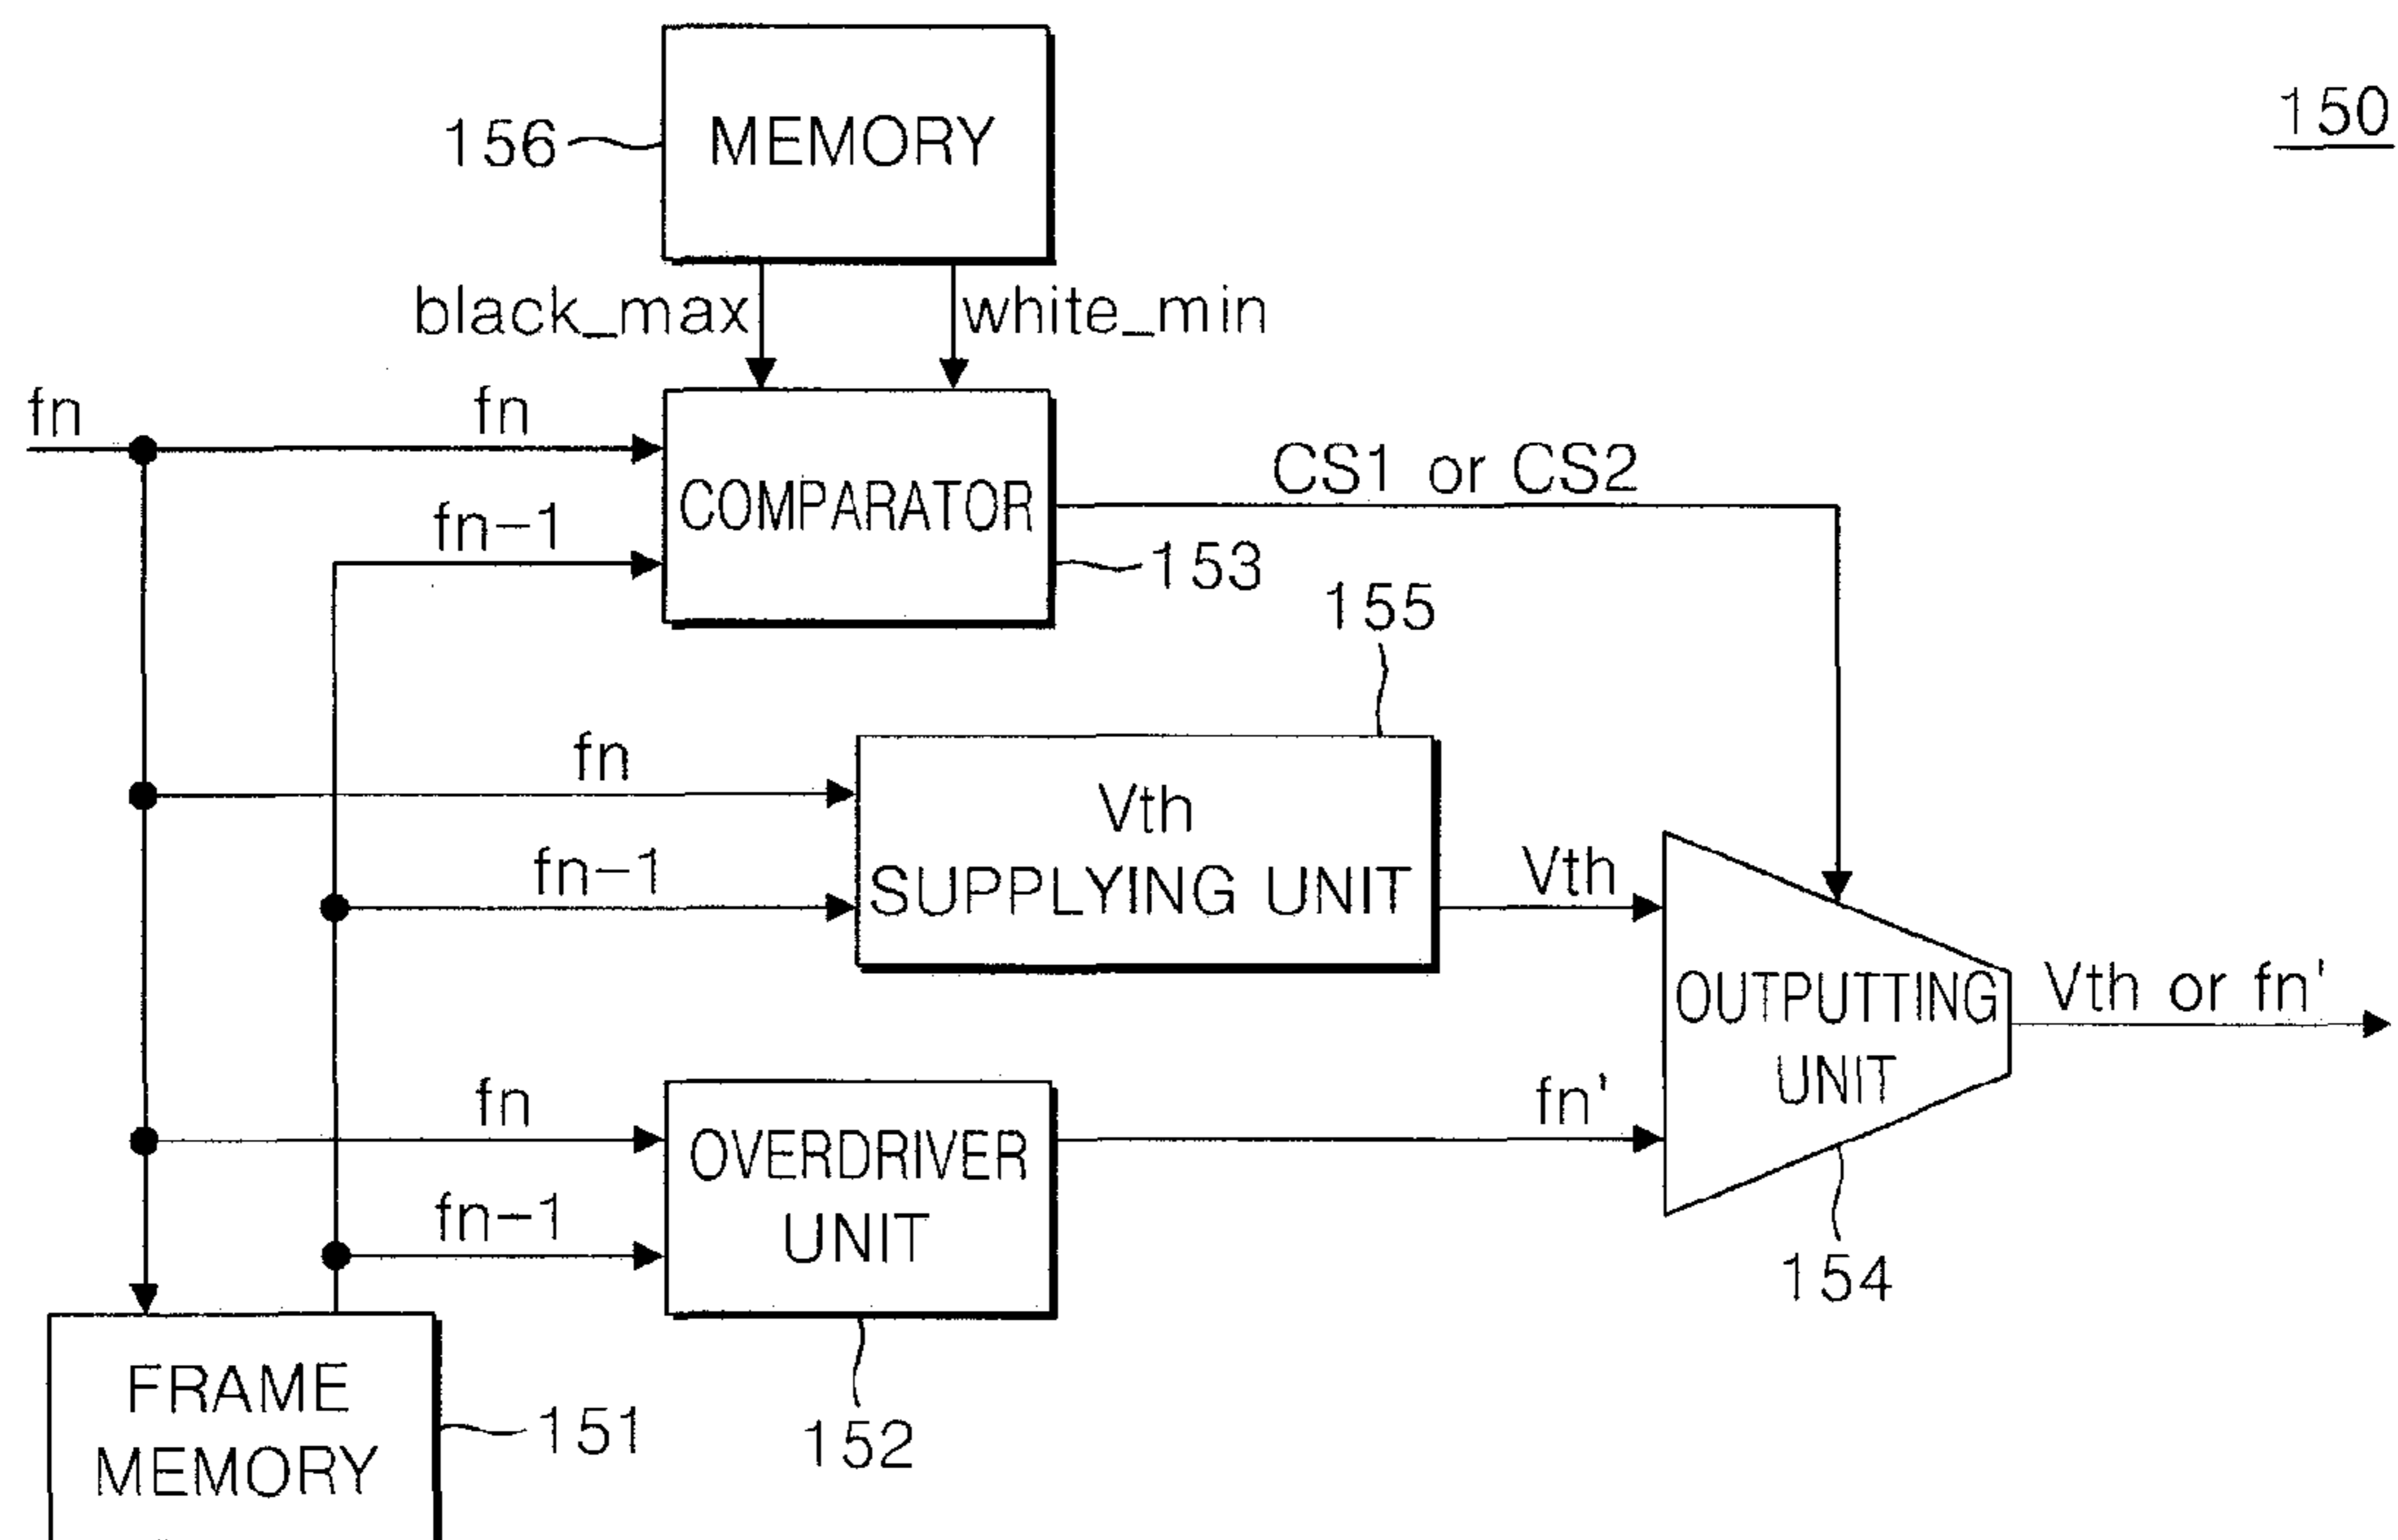 150
156
MEMORY
black_max
white_min
fn
fn
COMPARATOR
CS1 or CS2
fn-1
153
155
fn
Vth
SUPPLYING UNIT
fn-1
Vth
OUTPUTTING
UNIT
Vth or fn'
fn
OVERDRIVER
UNIT
fn'
fn-1
154
FRAME
MEMORY
151
152